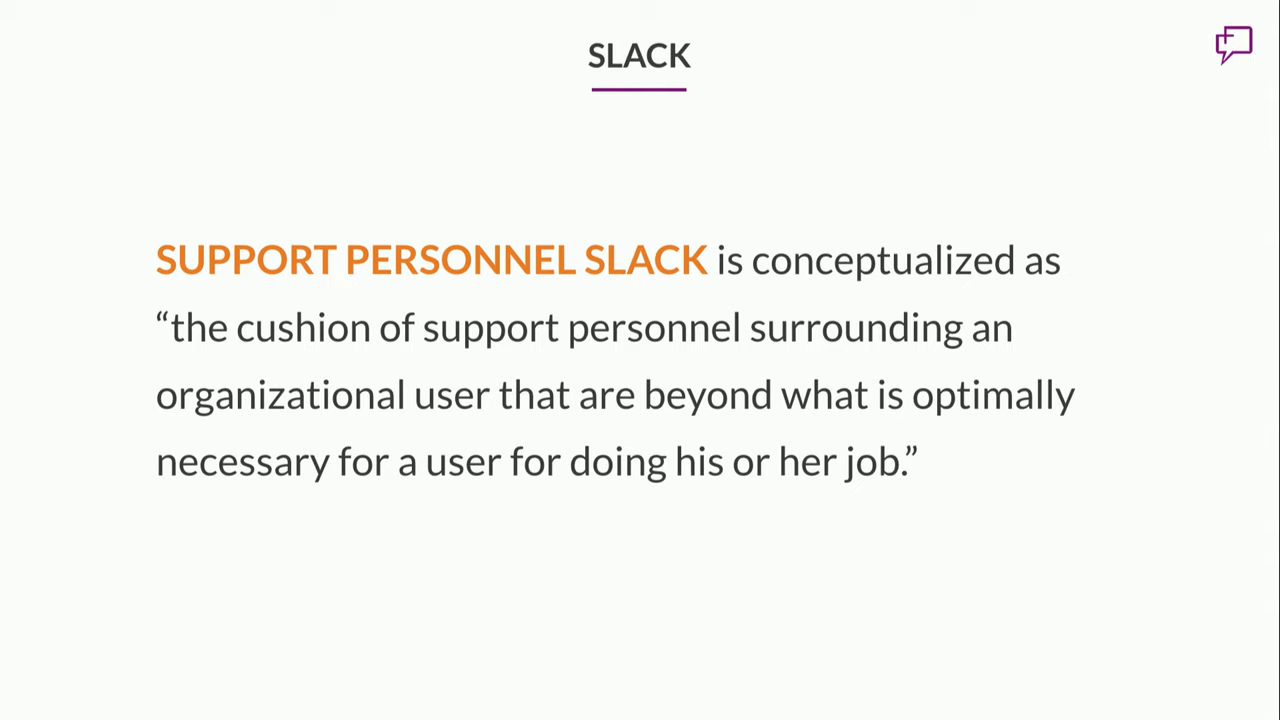 SLACK
SUPPORT PERSONNEL SLACK is conceptualized as
“the cushion of support personnel surrounding an
organizational user that are beyond what is optimally
necessary for a user for doing his or her job.”